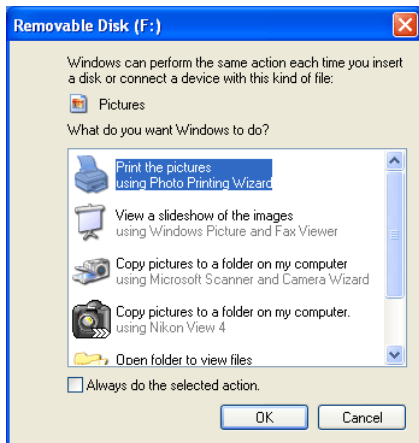 Removable Disk (F:)
Windows can perform the same action each time you insert
a disk or connect a device with this kind of file:
Pictures
What do you want Windows to do?
Print the pictures
using Photo Printing Wizard
View a slideshow of the images
using Windows Picture and Fax Viewer
Copy pictures to a folder on my computer
using Microsoft Scanner and Camera Wizard
Copy pictures to a folder on my computer.
using Nikon View 4
Open folder to view files
Always do the selected action.
OK
Cancel